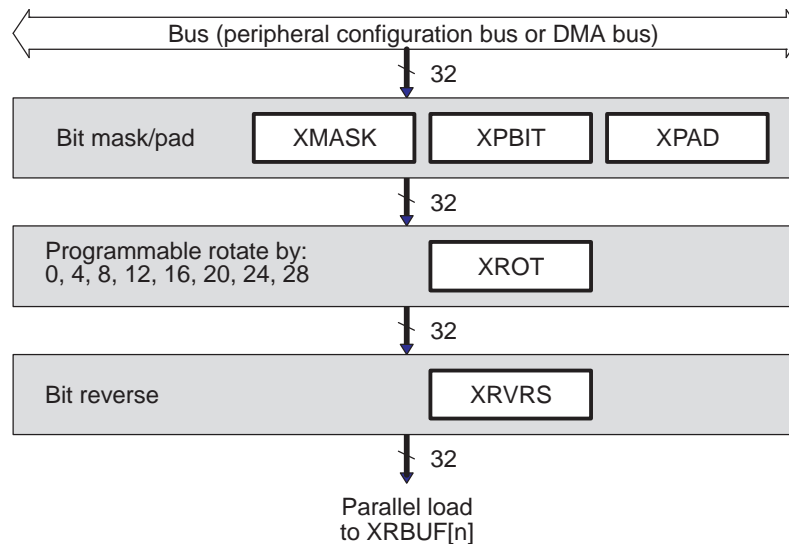 Bus (peripheral configuration bus or DMA bus)
32
Bit mask/pad XMASK XPBIT XPAD
32
Programmable rotate by:
0, 4, 8, 12, 16, 20, 24, 28
XROT
32
Bit reverse XRVRS
32
Parallel load
to XRBUF[n]